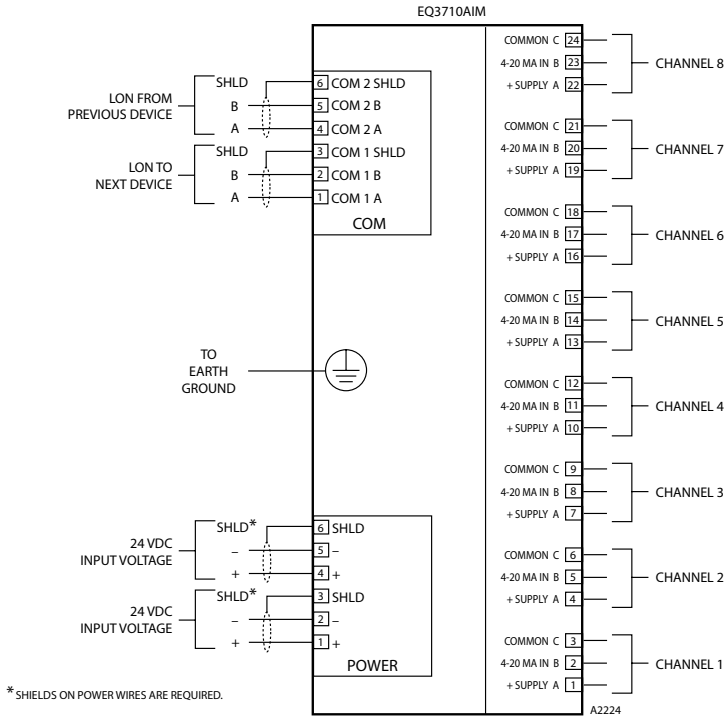 EQ3710AIM
LON FROM
PREVIOUS DEVICE
SHLD
B
A
6 COM 2 SHLD
5 COM 2 B
4 COM 2 A
LON TO
NEXT DEVICE
SHLD
B
A
3 COM 1 SHLD
2 COM 1 B
1 COM 1 A
COM
TO
EARTH
GROUND
24 VDC
INPUT VOLTAGE
SHLD*
–
+
6 SHLD
5 –
4 +
24 VDC
INPUT VOLTAGE
SHLD*
–
+
3 SHLD
2 –
1 +
POWER
COMMON C 24
4-20 MA IN B 23
+ SUPPLY A 22
CHANNEL 8
COMMON C 21
4-20 MA IN B 20
+ SUPPLY A 19
CHANNEL 7
COMMON C 18
4-20 MA IN B 17
+ SUPPLY A 16
CHANNEL 6
COMMON C 15
4-20 MA IN B 14
+ SUPPLY A 13
CHANNEL 5
COMMON C 12
4-20 MA IN B 11
+ SUPPLY A 10
CHANNEL 4
COMMON C 9
4-20 MA IN B 8
+ SUPPLY A 7
CHANNEL 3
COMMON C 6
4-20 MA IN B 5
+ SUPPLY A 4
CHANNEL 2
COMMON C 3
4-20 MA IN B 2
+ SUPPLY A 1
CHANNEL 1
* SHIELDS ON POWER WIRES ARE REQUIRED.
A2224